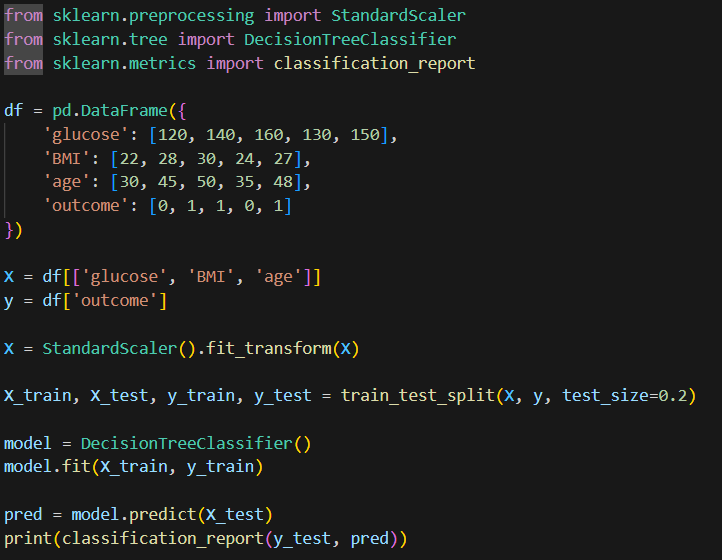 from sklearn.preprocessing import StandardScaler
from sklearn.tree import DecisionTreeClassifier
from sklearn.metrics import classification_report

df = pd.DataFrame({
    'glucose': [120, 140, 160, 130, 150],
    'BMI': [22, 28, 30, 24, 27],
    'age': [30, 45, 50, 35, 48],
    'outcome': [0, 1, 1, 0, 1]
})

X = df[['glucose', 'BMI', 'age']]
y = df['outcome']

X = StandardScaler().fit_transform(X)

X_train, X_test, y_train, y_test = train_test_split(X, y, test_size=0.2)

model = DecisionTreeClassifier()
model.fit(X_train, y_train)

pred = model.predict(X_test)
print(classification_report(y_test, pred))